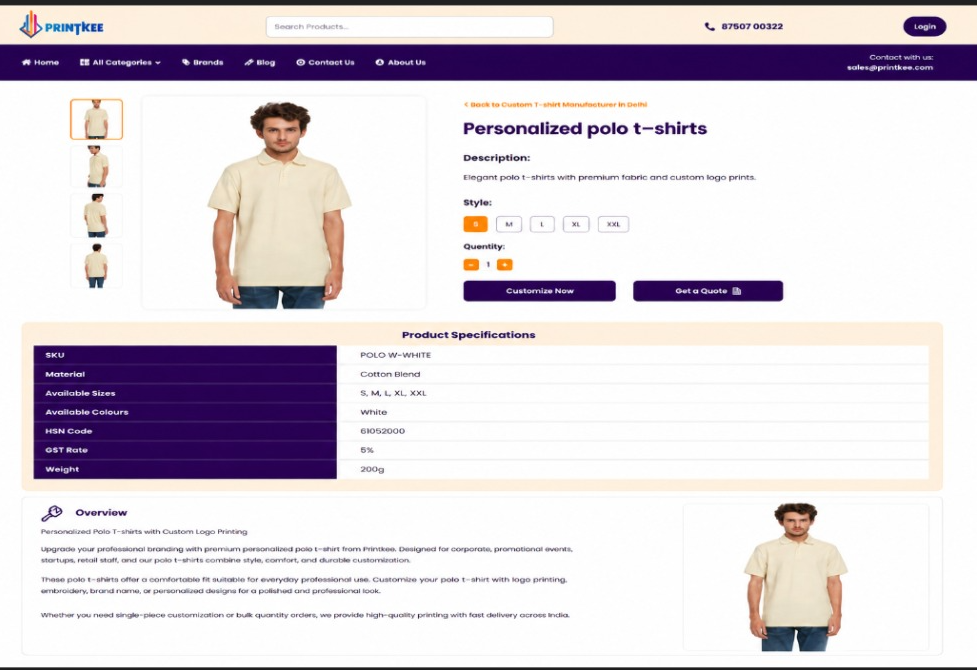 PRINTKEE
Search Products...
87507 00322
Login
Home
All Categories
Brands
Blog
Contact Us
About Us
Contact with us:
sales@printkee.com
< Back to Custom T-shirt Manufacturer in Delhi
Personalized polo t-shirts
Description:
Elegant polo t-shirts with premium fabric and custom logo prints.
Style:
S M L XL XXL
Quentity:
- 1 +
Customize Now
Get a Quote
Product Specifications
SKU POLO W-WHITE
Material Cotton Blend
Available Sizes S, M, L, XL, XXL
Available Colours White
HSN Code 61052000
GST Rate 5%
Weight 200g
Overview
Personalized Polo T-shirts with Custom Logo Printing
Upgrade your professional branding with premium personalized polo t-shirt from Printkee. Designed for corporate, promotional events,
startups, retail staff, and our polo t-shirts combine style, comfort, and durable customization.
These polo t-shirts offer a comfortable fit suitable for everyday professional use. Customize your polo t-shirt with logo printing,
embroidery, brand name, or personalized designs for a polished and professional look.
Whether you need single-piece customization or bulk quantity orders, we provide high-quality printing with fast delivery across India.